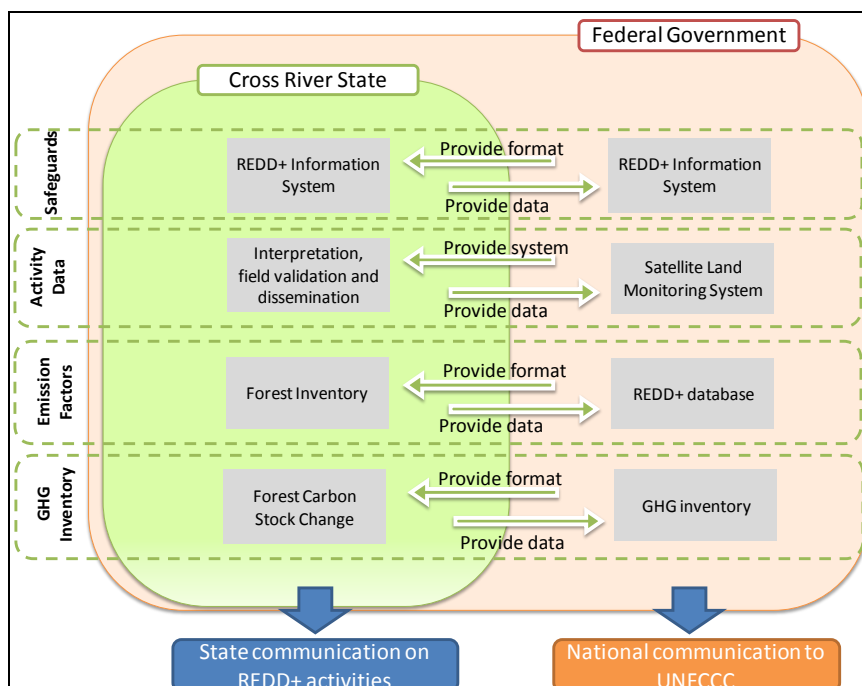 Federal Government
Cross River State
Safeguards
REDD+ Information
System
Provide format
Provide data
REDD+ Information
System
Activity
Data
Interpretation,
field validation and
dissemination
Provide system
Provide data
Satellite Land
Monitoring System
Emission
Factors
Forest Inventory
Provide format
Provide data
REDD+ database
GHG
Inventory
Forest Carbon
Stock Change
Provide format
Provide data
GHG inventory
State communication on
REDD+ activities
National communication to
UNFCCC